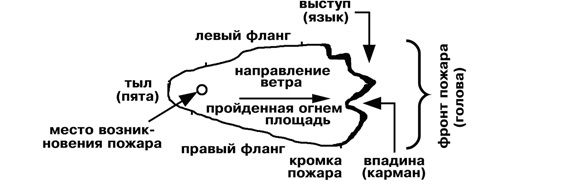 выступ
(язык)
левый фланг
направление
ветра
тыл
(пята)
пройденная огнем
площадь
фронт пожара
(голова)
место возник-
новения пожара
правый фланг
кромка
пожара
впадина
(карман)